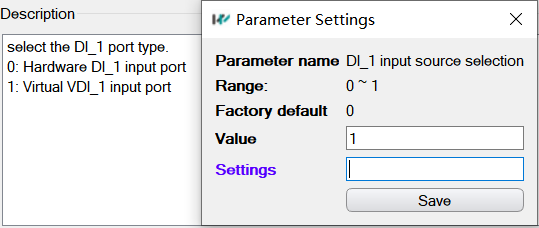 Description
select the DI_1 port type.
0: Hardware DI_1 input port
1: Virtual VDI_1 input port
Parameter Settings
Parameter name DI_1 input source selection
Range: 0 ~ 1
Factory default 0
Value 1
Settings
Save